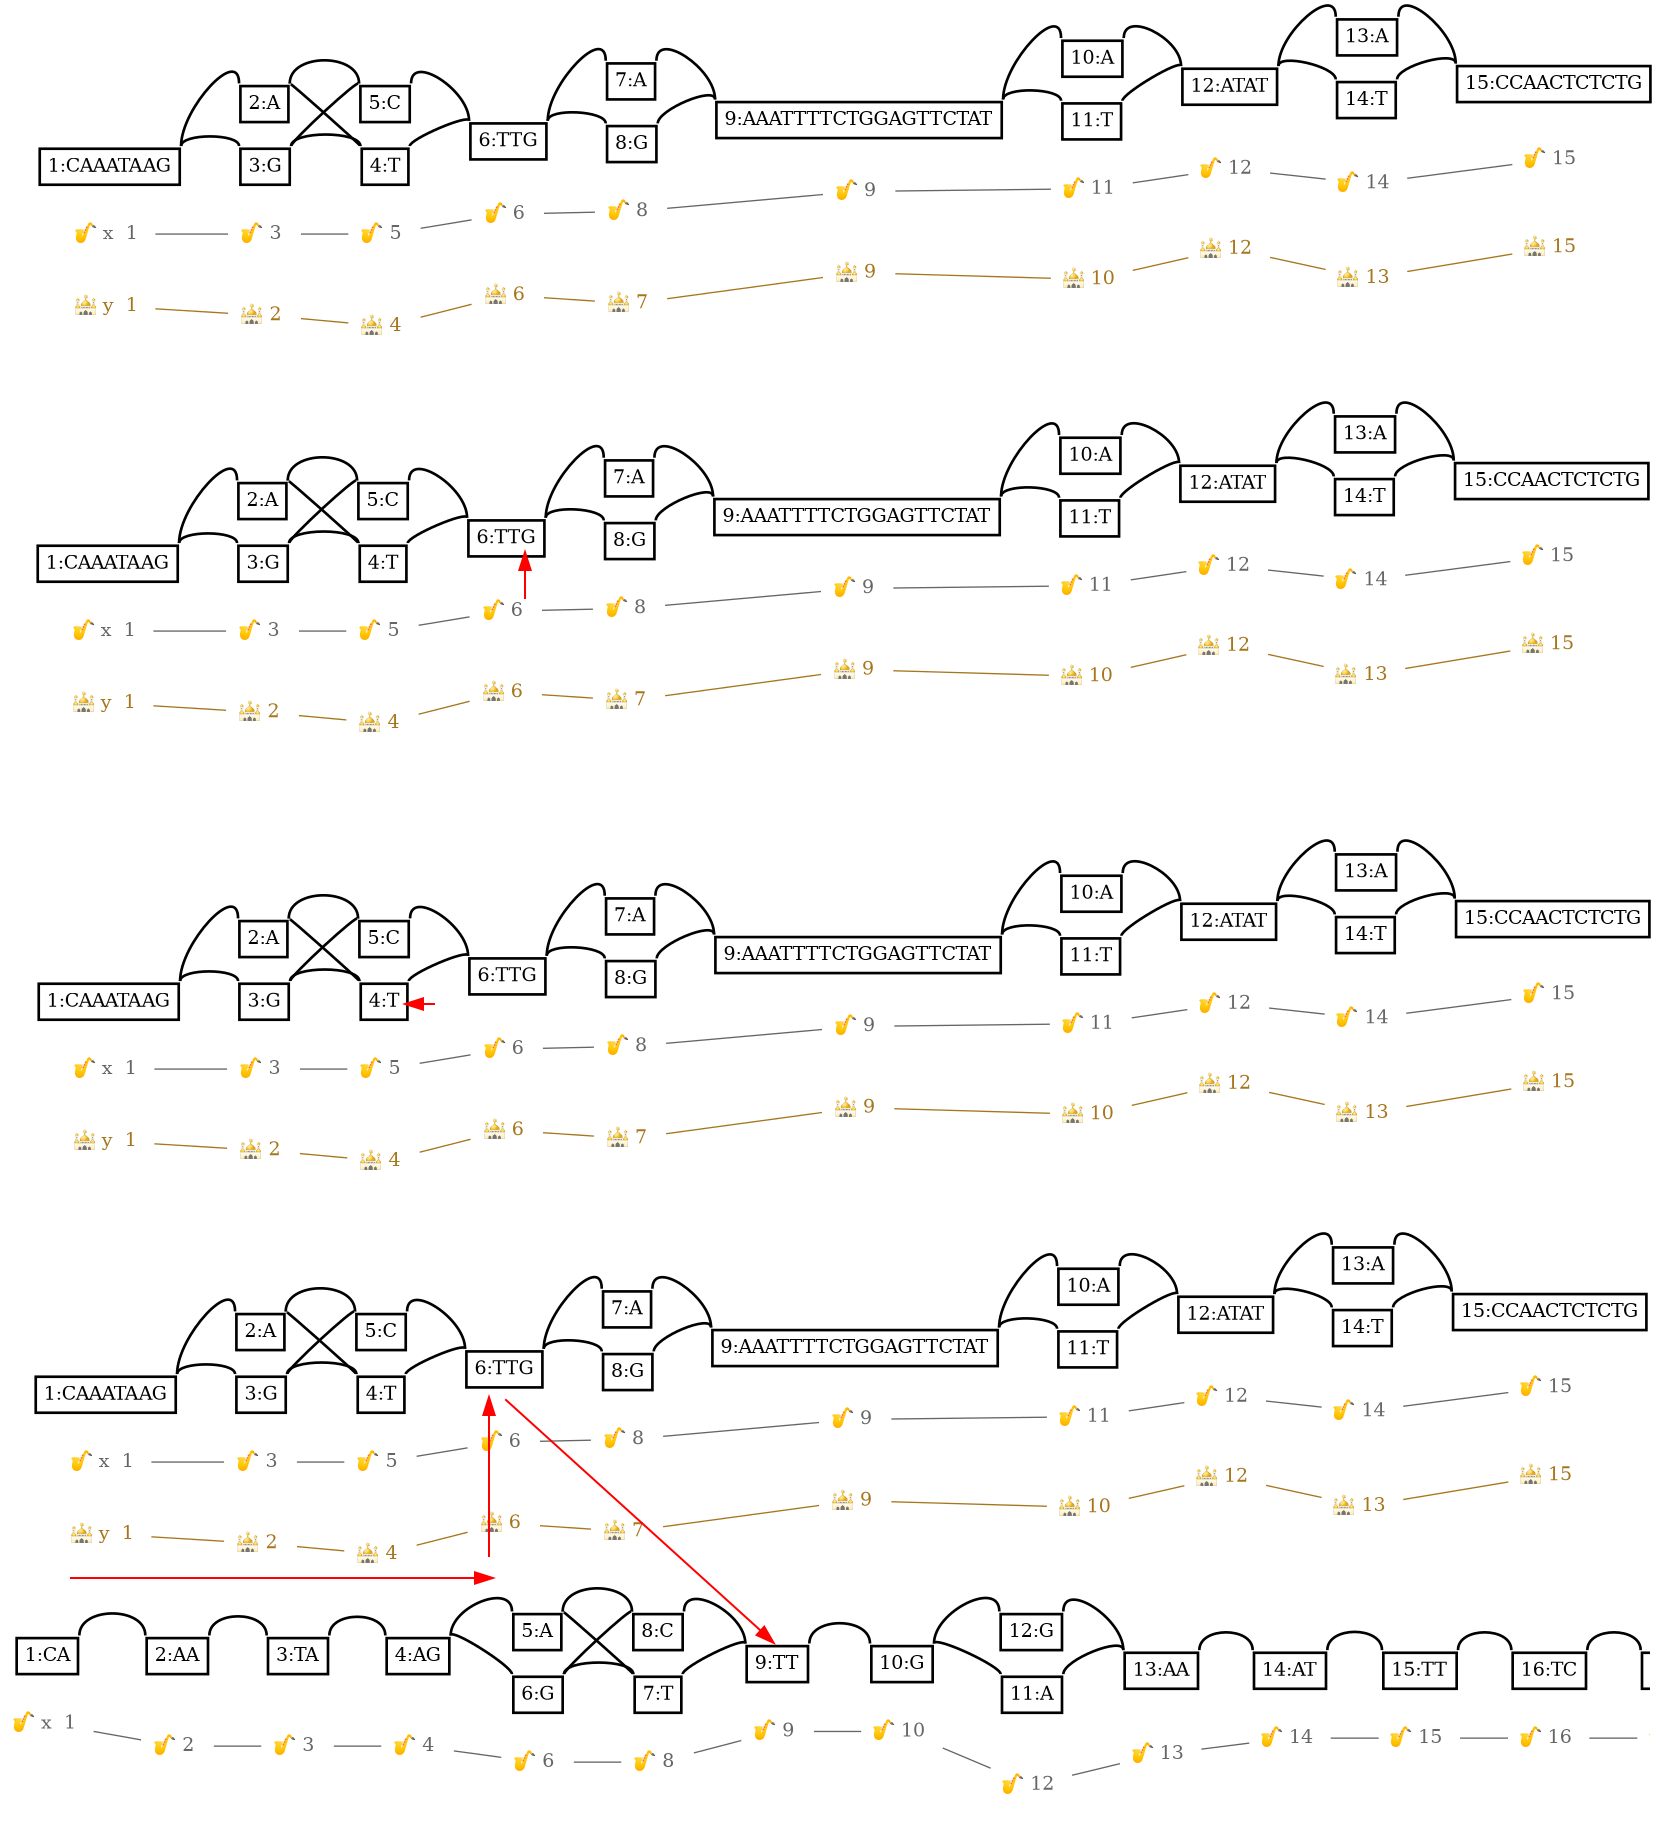 13:A
10:A
7:A
2:A 5:C 12:ATAT 14:T 15:CCAACTCTCTG
9:AAATTTTCTGGAGTTCTAT 11:T
6:TTG 8:G
1:CAAATAAG 3:G 4:T
x 1 3 5 6 8 9 11 12 14 15
y 1 2 4 6 7 9 10 12 13 15
13:A
10:A
7:A
2:A 5:C 12:ATAT 14:T 15:CCAACTCTCTG
9:AAATTTTCTGGAGTTCTAT 11:T
6:TTG 8:G
1:CAAATAAG 3:G 4:T
x 1 3 5 6 8 9 11 12 14 15
y 1 2 4 6 7 9 10 12 13 15
13:A
10:A
7:A
2:A 5:C 12:ATAT 14:T 15:CCAACTCTCTG
9:AAATTTTCTGGAGTTCTAT 11:T
6:TTG 8:G
1:CAAATAAG 3:G 4:T
x 1 3 5 6 8 9 11 12 14 15
y 1 2 4 6 7 9 10 12 13 15
13:A
10:A
7:A
2:A 5:C 12:ATAT 14:T 15:CCAACTCTCTG
9:AAATTTTCTGGAGTTCTAT 11:T
6:TTG 8:G
1:CAAATAAG 3:G 4:T
x 1 3 5 6 8 9 11 12 14 15
y 1 2 4 6 7 9 10 12 13 15
5:A 8:C 12:G
1:CA 2:AA 3:TA 4:AG 9:TT 10:G 13:AA 14:AT 15:TT 16:TC
6:G 7:T 11:A
x 1 2 3 4 6 8 9 10 12 13 14 15 16